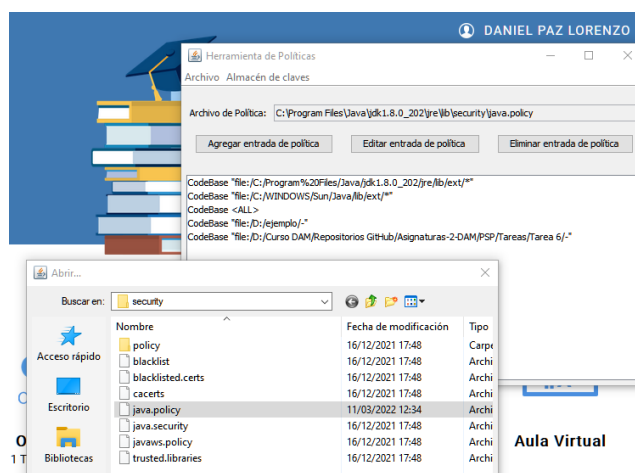 DANIEL PAZ LORENZO
Herramienta de Políticas
Archivo Almacén de claves
Archivo de Política: C:\Program Files\Java\jdk1.8.0_202\jre\lib\security\java.policy
Agregar entrada de política Editar entrada de política Eliminar entrada de política
CodeBase "file:/C:/Program%20Files/Java/jdk1.8.0_202/jre/lib/ext/*"
CodeBase "file:/C:/WINDOWS/Sun/Java/lib/ext/*"
CodeBase <ALL>
CodeBase "file:/D:/ejemplo/-"
CodeBase "file:/D:/Curso DAM/Repositorios GitHub/Asignaturas-2-DAM/PSP/Tareas/Tarea 6/-"
Abrir...
Buscar en: security
Nombre Fecha de modificación Tipo
policy 16/12/2021 17:48 Carpe
blacklist 16/12/2021 17:48 Archi
blacklisted.certs 16/12/2021 17:48 Archi
cacerts 16/12/2021 17:48 Archi
java.policy 11/03/2022 12:34 Archi
java.security 16/12/2021 17:48 Archi
javaws.policy 16/12/2021 17:48 Archi
trusted.libraries 16/12/2021 17:48 Archi
Acceso rápido
Escritorio
Bibliotecas
Aula Virtual
1 T